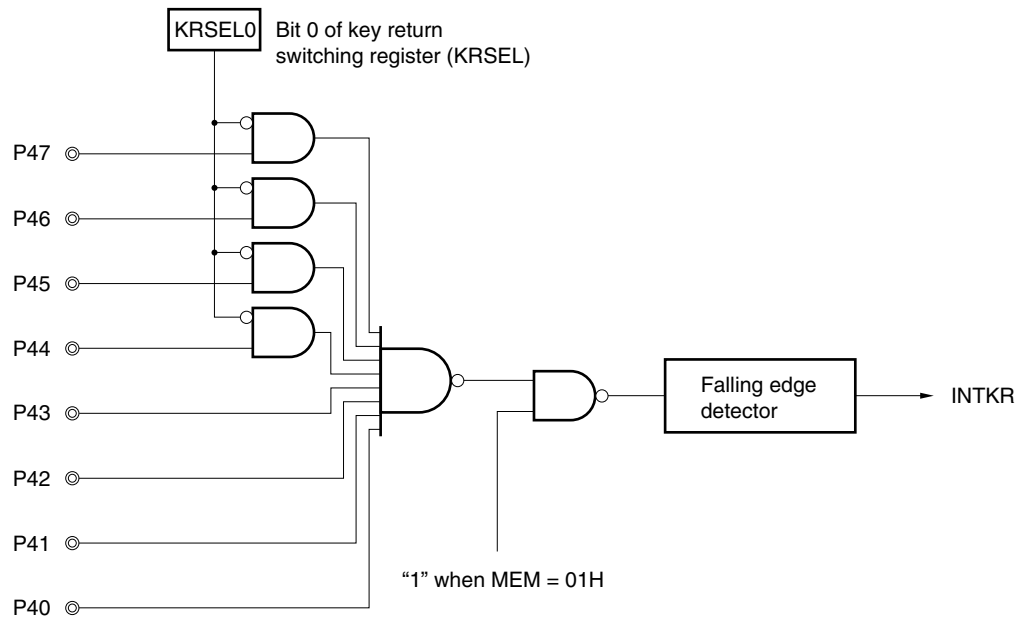 KRSEL0
Bit 0 of key return
switching register (KRSEL)
P47
P46
P45
P44
P43
P42
P41
P40
Falling edge
detector
INTKR
“1” when MEM = 01H